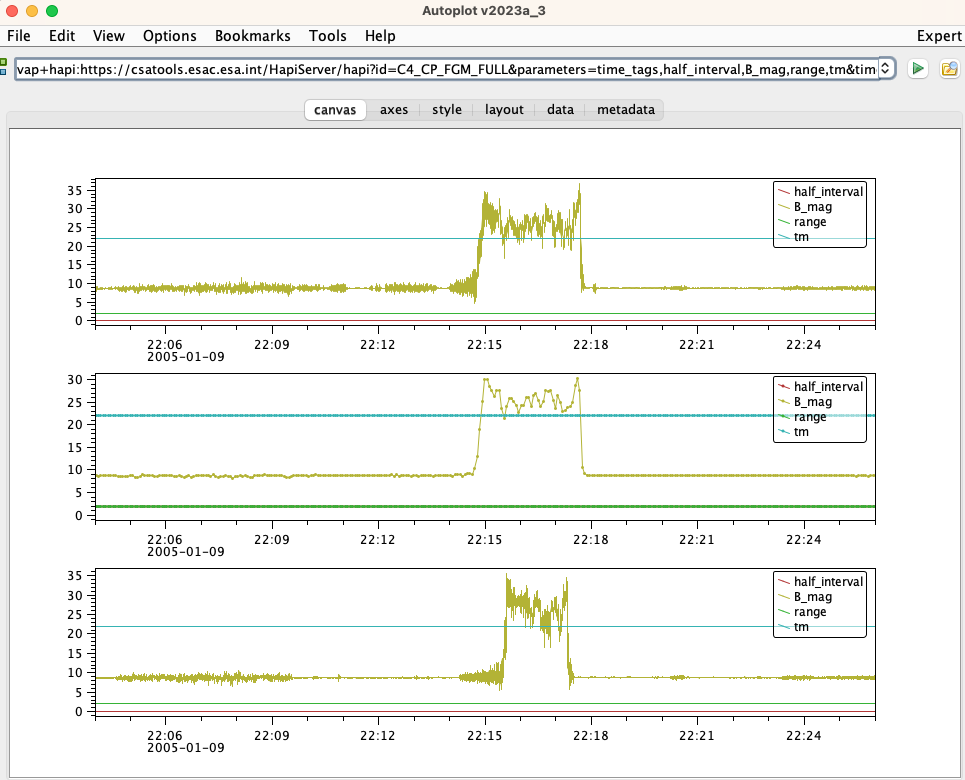 Autoplot v2023a_3
File Edit View Options Bookmarks Tools Help Expert
vap+hapi:https://csatools.esac.esa.int/HapiServer/hapi?id=C4_CP_FGM_FULL&parameters=time_tags,half_interval,B_mag,range,tm&tim
canvas axes style layout data metadata
35
30
25
20
15
10
5
0
half_interval
B_mag
range
tm
22:06 22:09 22:12 22:15 22:18 22:21 22:24
2005-01-09
30
25
20
15
10
5
0
half_interval
B_mag
range
tm
22:06 22:09 22:12 22:15 22:18 22:21 22:24
2005-01-09
35
30
25
20
15
10
5
0
half_interval
B_mag
range
tm
22:06 22:09 22:12 22:15 22:18 22:21 22:24
2005-01-09